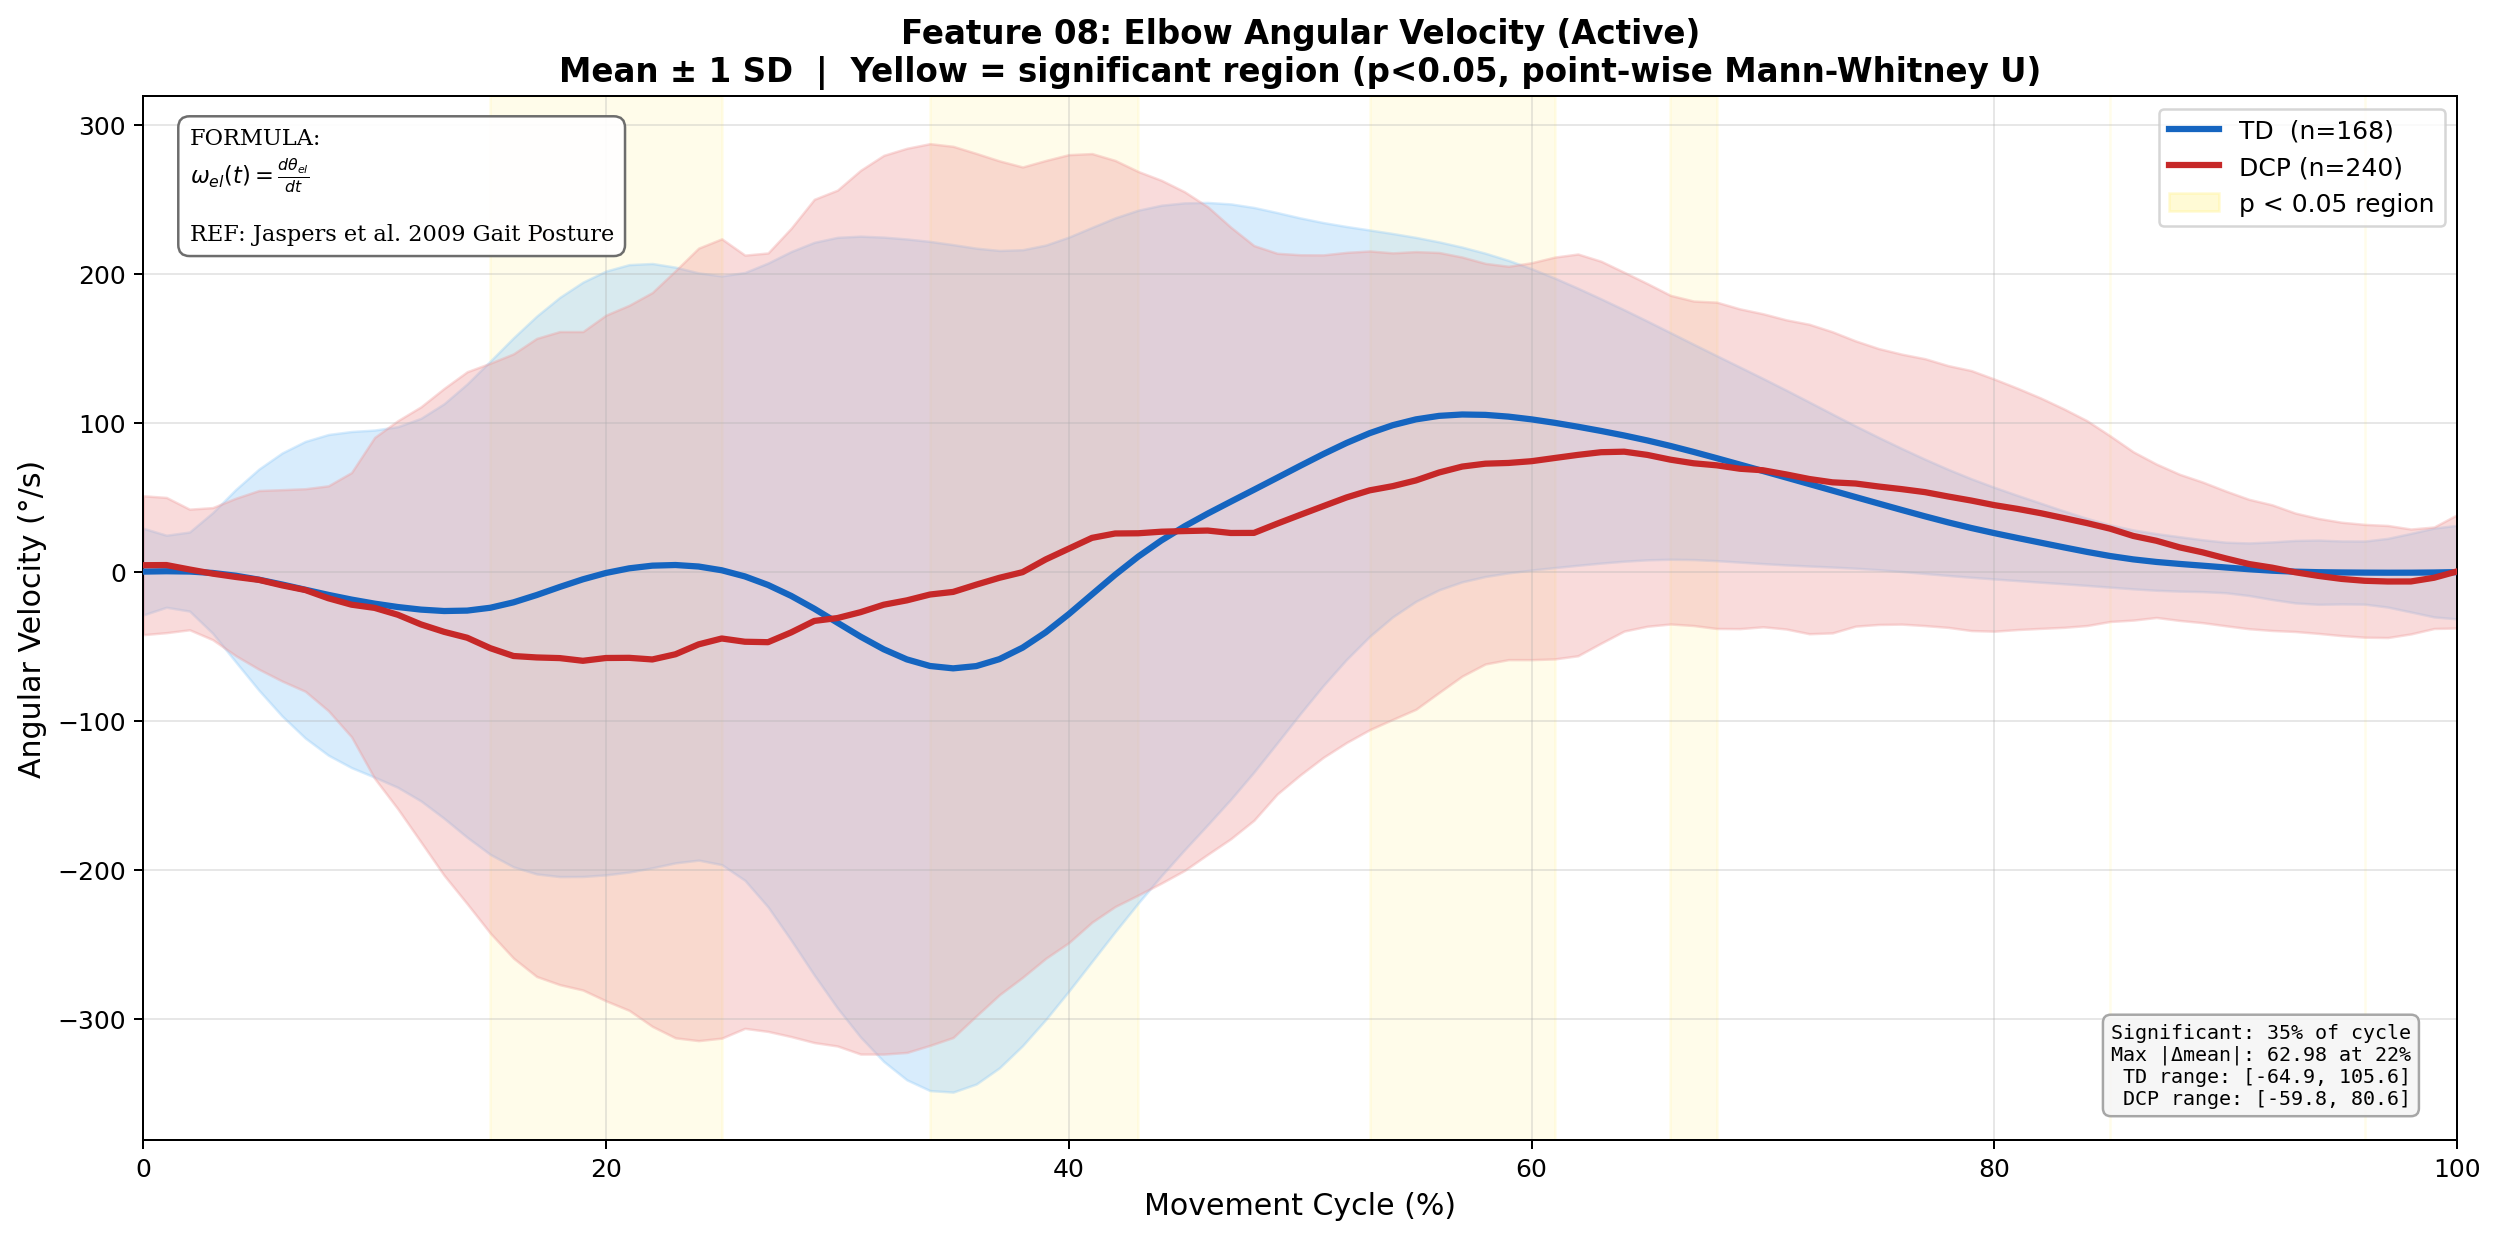 Feature 08: Elbow Angular Velocity (Active)
Mean ± 1 SD  |  Yellow = significant region (p<0.05, point-wise Mann-Whitney U)
FORMULA:
ω_el(t) = dθ_el/dt
REF: Jaspers et al. 2009 Gait Posture
TD  (n=168)
DCP (n=240)
p < 0.05 region
Angular Velocity (°/s)
300
200
100
0
−100
−200
−300
Significant: 35% of cycle
Max |Δmean|: 62.98 at 22%
TD range: [-64.9, 105.6]
DCP range: [-59.8, 80.6]
0 20 40 60 80 100
Movement Cycle (%)